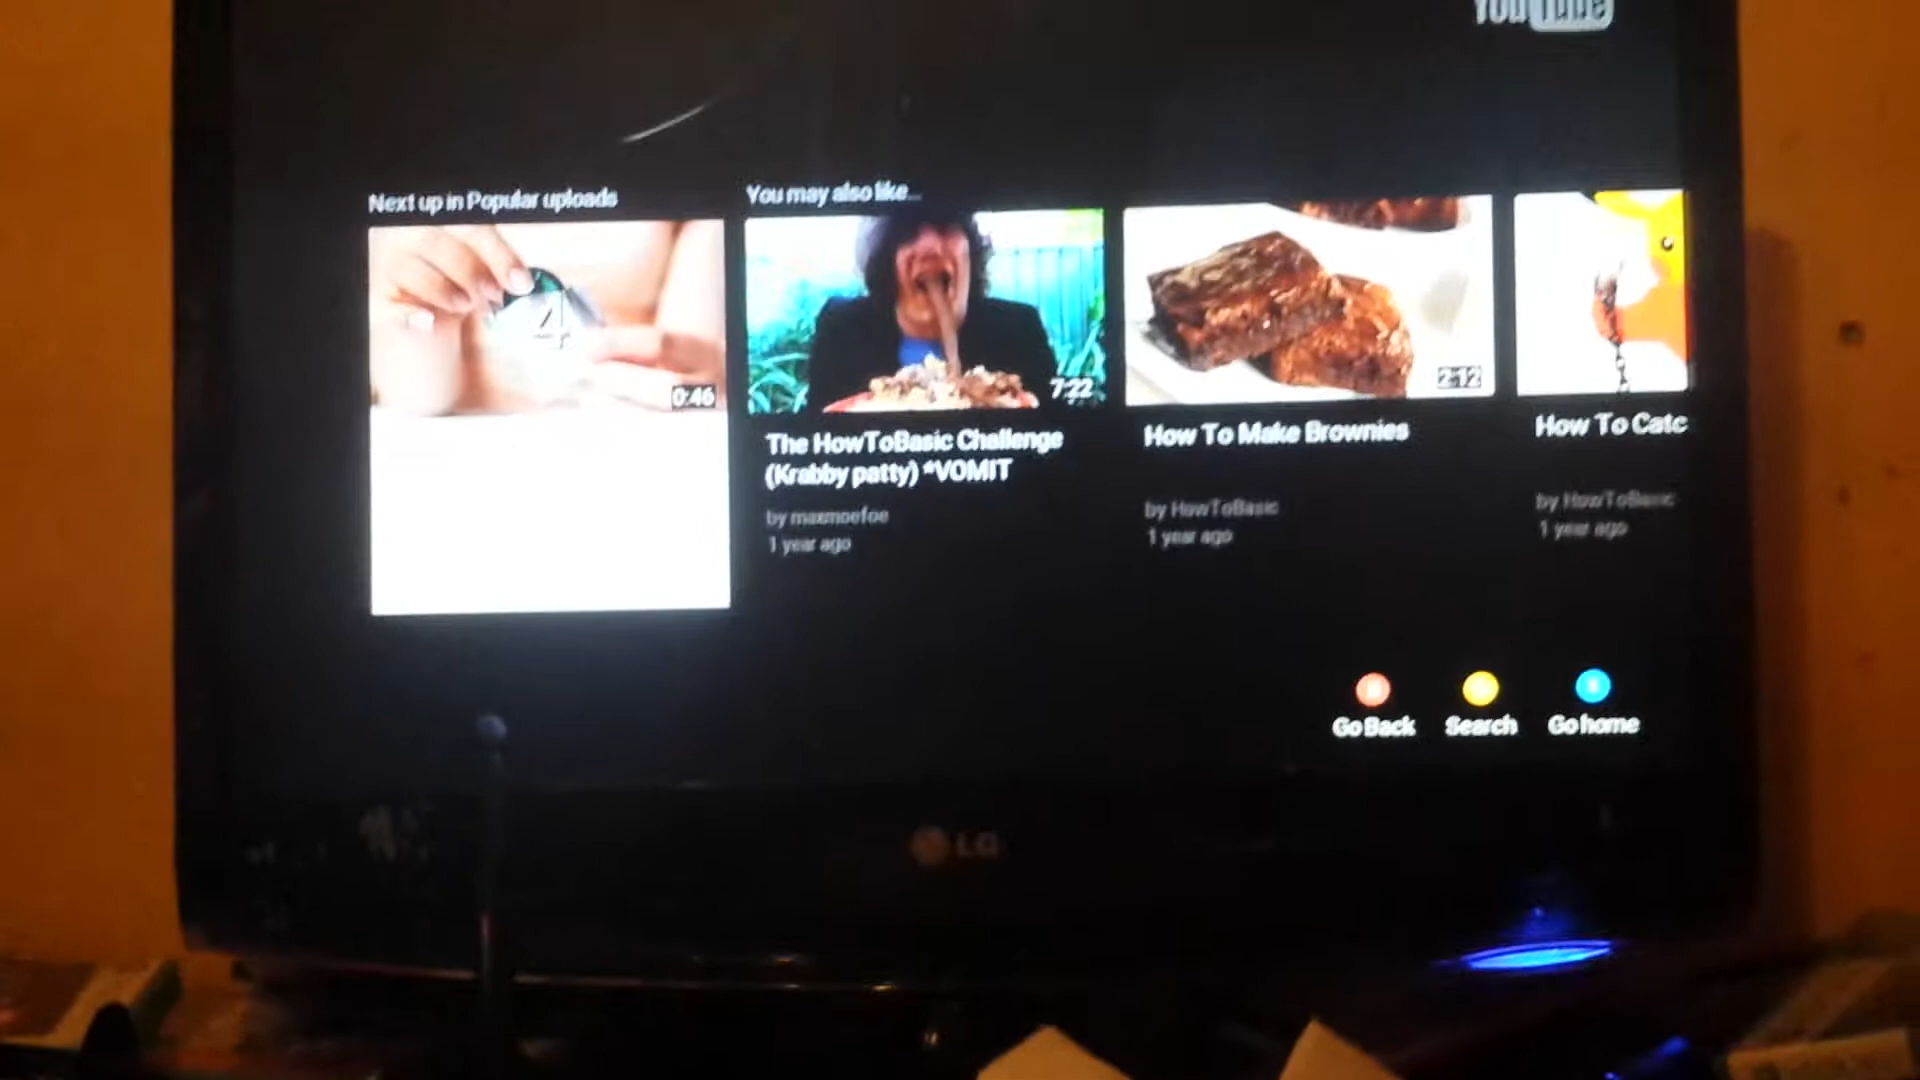 YouTube
Next up in Popular uploads
You may also like...
0:46
7:22
2:12
The HowToBasic Challenge
(Krabby patty) *VOMIT
by maxmoefoe
1 year ago
How To Make Brownies
by HowToBasic
1 year ago
How To Catc
by HowToBasic
1 year ago
Go Back
Search
Go home
LG